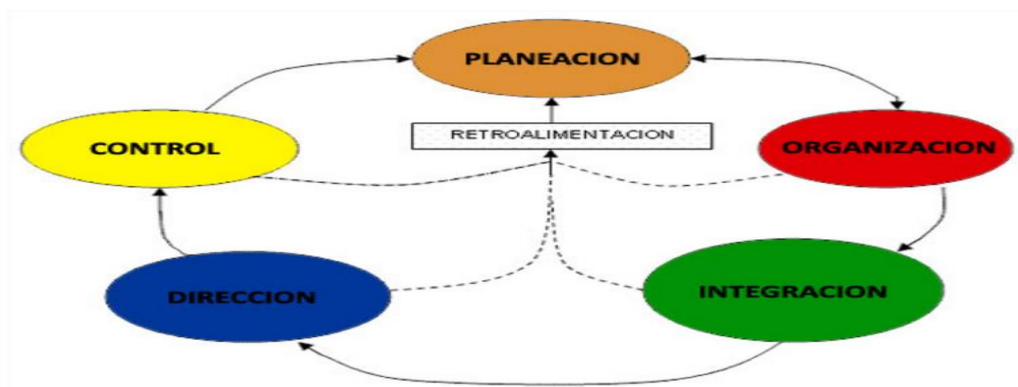 PLANEACION
RETROALIMENTACION
CONTROL
ORGANIZACION
DIRECCION
INTEGRACION